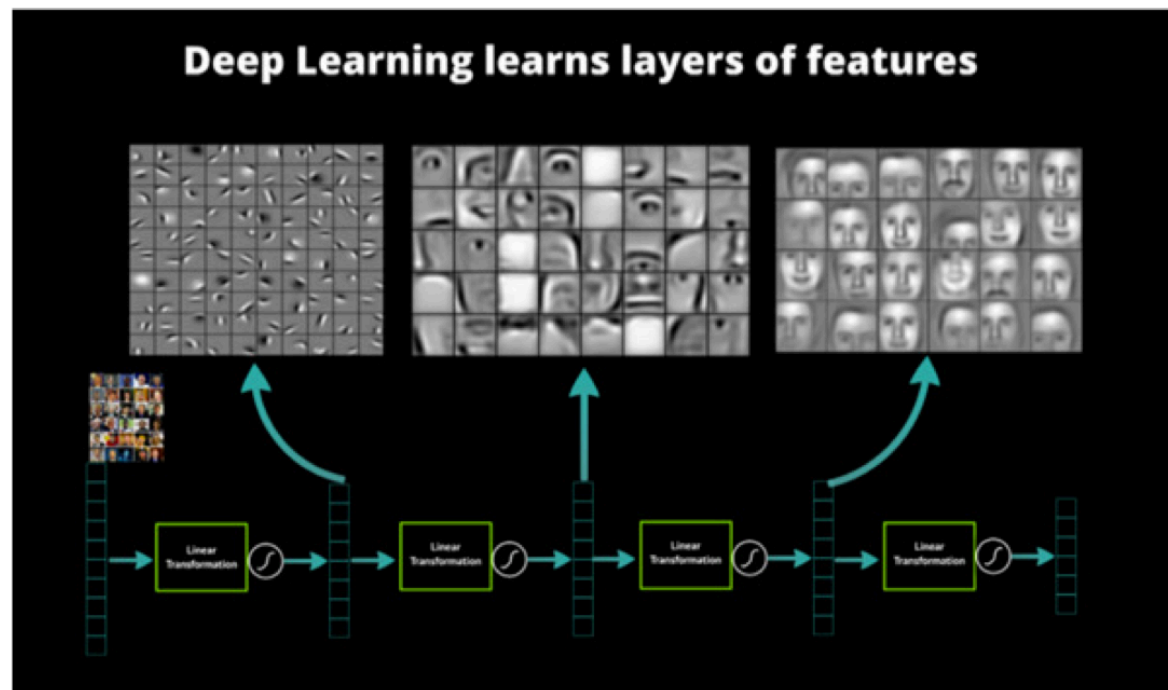 Deep Learning learns layers of features
Linear
Transformation
Linear
Transformation
Linear
Transformation
Linear
Transformation